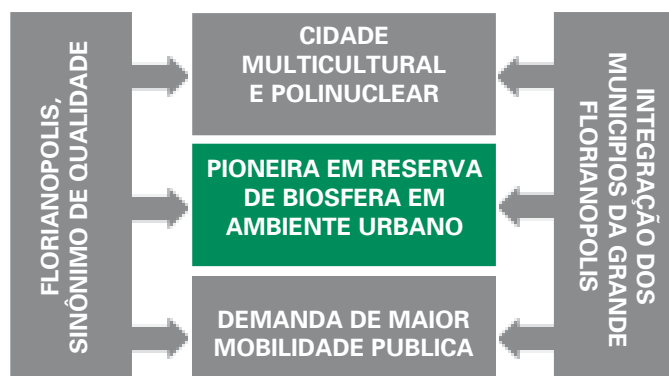 FLORIANOPOLIS,
SINÔNIMO DE QUALIDADE
CIDADE
MULTICULTURAL
E POLINUCLEAR
PIONEIRA EM RESERVA
DE BIOSFERA EM
AMBIENTE URBANO
DEMANDA DE MAIOR
MOBILIDADE PUBLICA
INTEGRAÇÃO DOS
MUNICIPIOS DA GRANDE
FLORIANOPOLIS